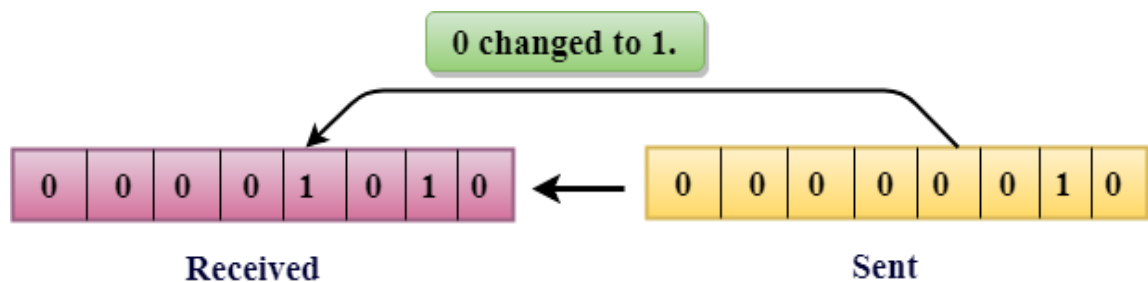 0 changed to 1.
0 0 0 0 1 0 1 0
0 0 0 0 0 0 1 0
Received
Sent